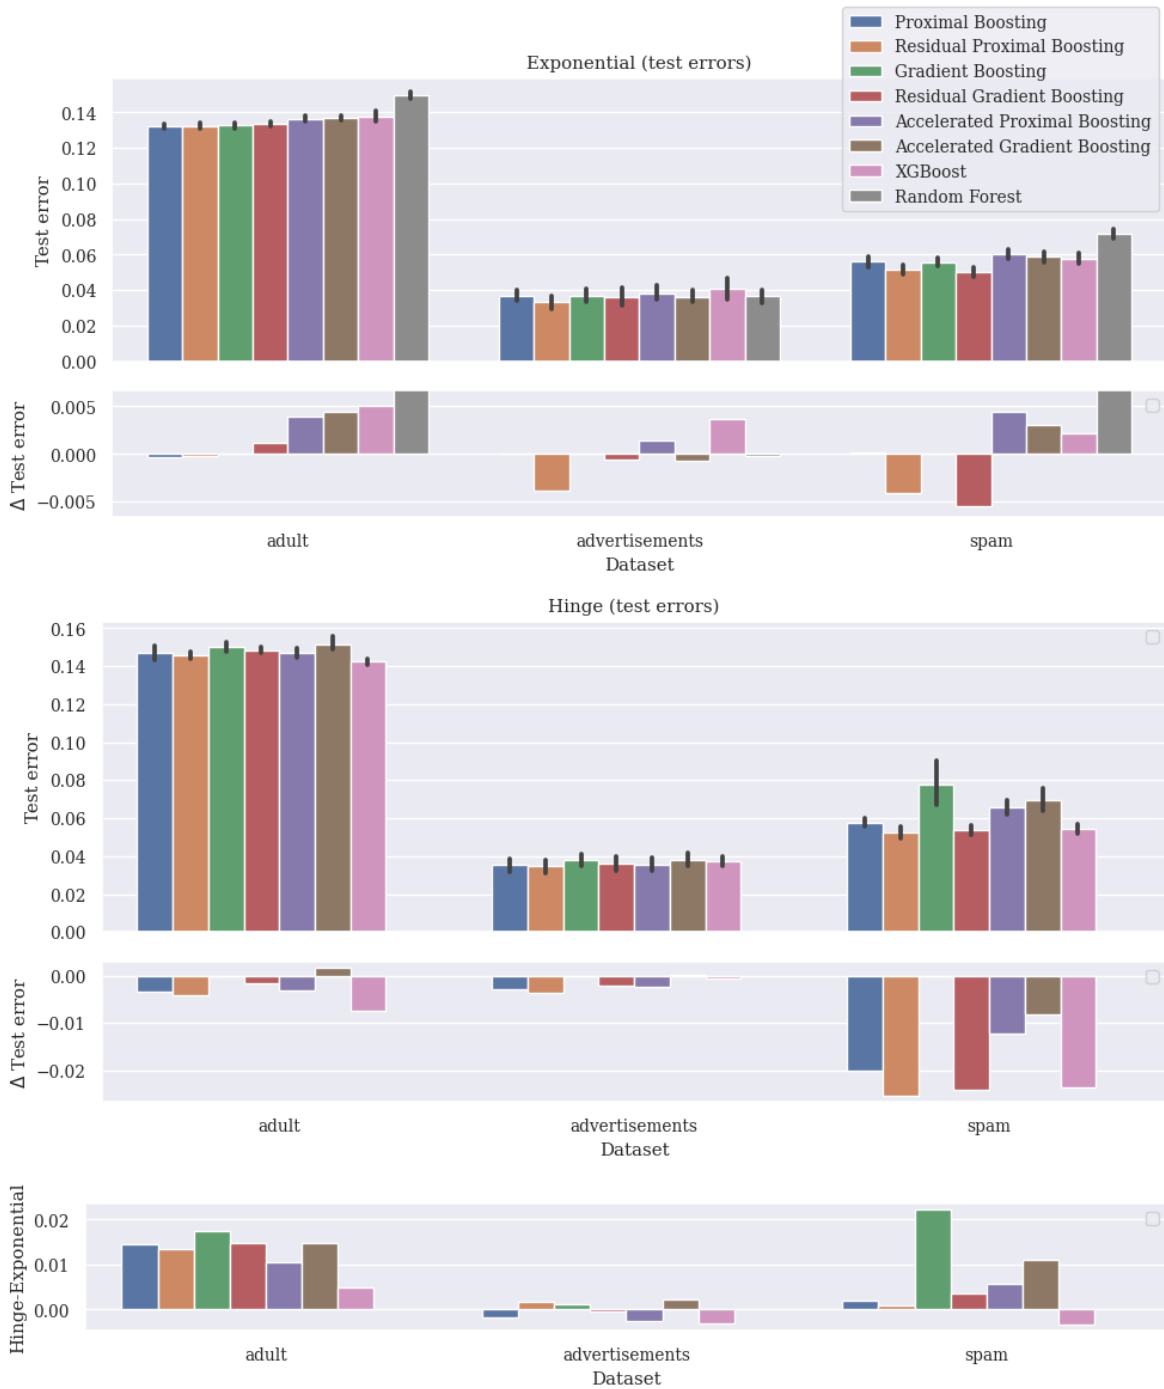 Proximal Boosting
Residual Proximal Boosting
Gradient Boosting
Residual Gradient Boosting
Accelerated Proximal Boosting
Accelerated Gradient Boosting
XGBoost
Random Forest
Exponential (test errors)
Test error
0.14
0.12
0.10
0.08
0.06
0.04
0.02
0.00
Δ Test error
0.005
0.000
−0.005
adult advertisements spam
Dataset
Hinge (test errors)
Test error
0.16
0.14
0.12
0.10
0.08
0.06
0.04
0.02
0.00
Δ Test error
0.00
−0.01
−0.02
adult advertisements spam
Dataset
Hinge-Exponential
0.02
0.01
0.00
adult advertisements spam
Dataset